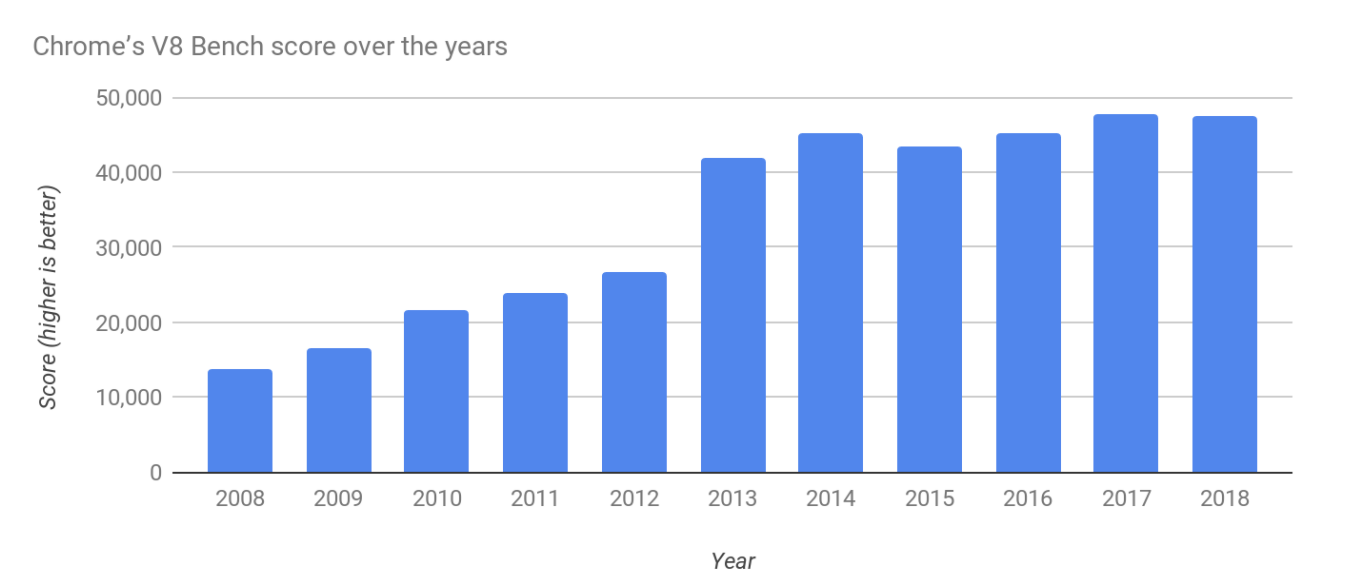 Chrome’s V8 Bench score over the years
Score (higher is better)
50,000
40,000
30,000
20,000
10,000
0
2008 2009 2010 2011 2012 2013 2014 2015 2016 2017 2018
Year